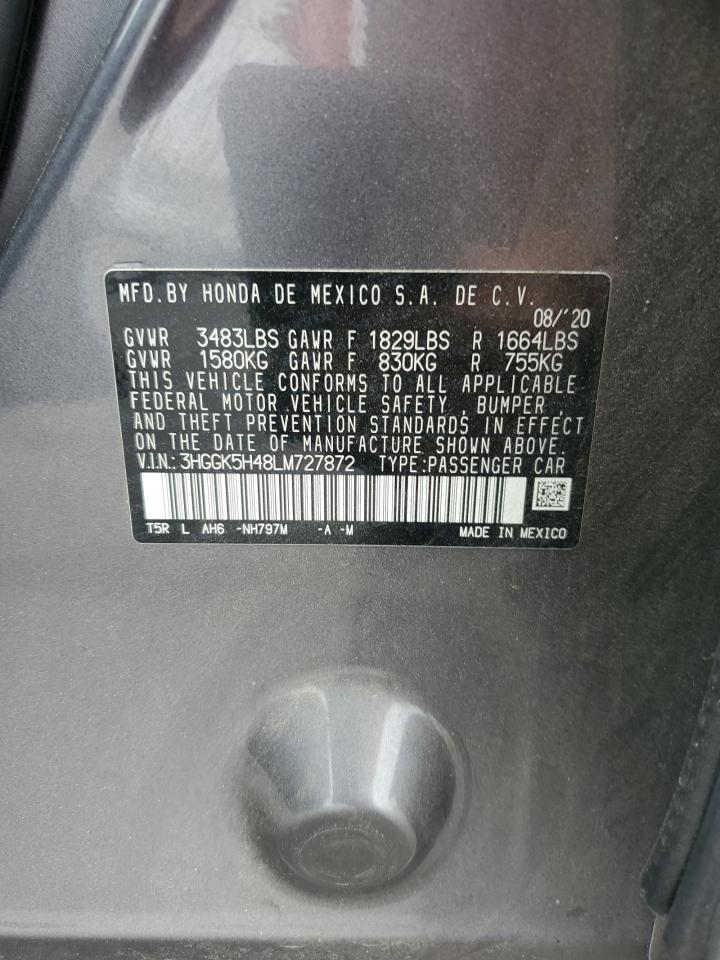 MFD.BY HONDA DE MEXICO S.A. DE C.V.
08/'20
GVWR 3483LBS GAWR F 1829LBS R 1664LBS
GVWR 1580KG GAWR F 830KG R 755KG
THIS VEHICLE CONFORMS TO ALL APPLICABLE
FEDERAL MOTOR VEHICLE SAFETY, BUMPER,
AND THEFT PREVENTION STANDARDS IN EFFECT
ON THE DATE OF MANUFACTURE SHOWN ABOVE.
V.I.N.: 3HGGK5H48LM727872 TYPE:PASSENGER CAR
T5R L AH6 -NH797M -A -M MADE IN MEXICO